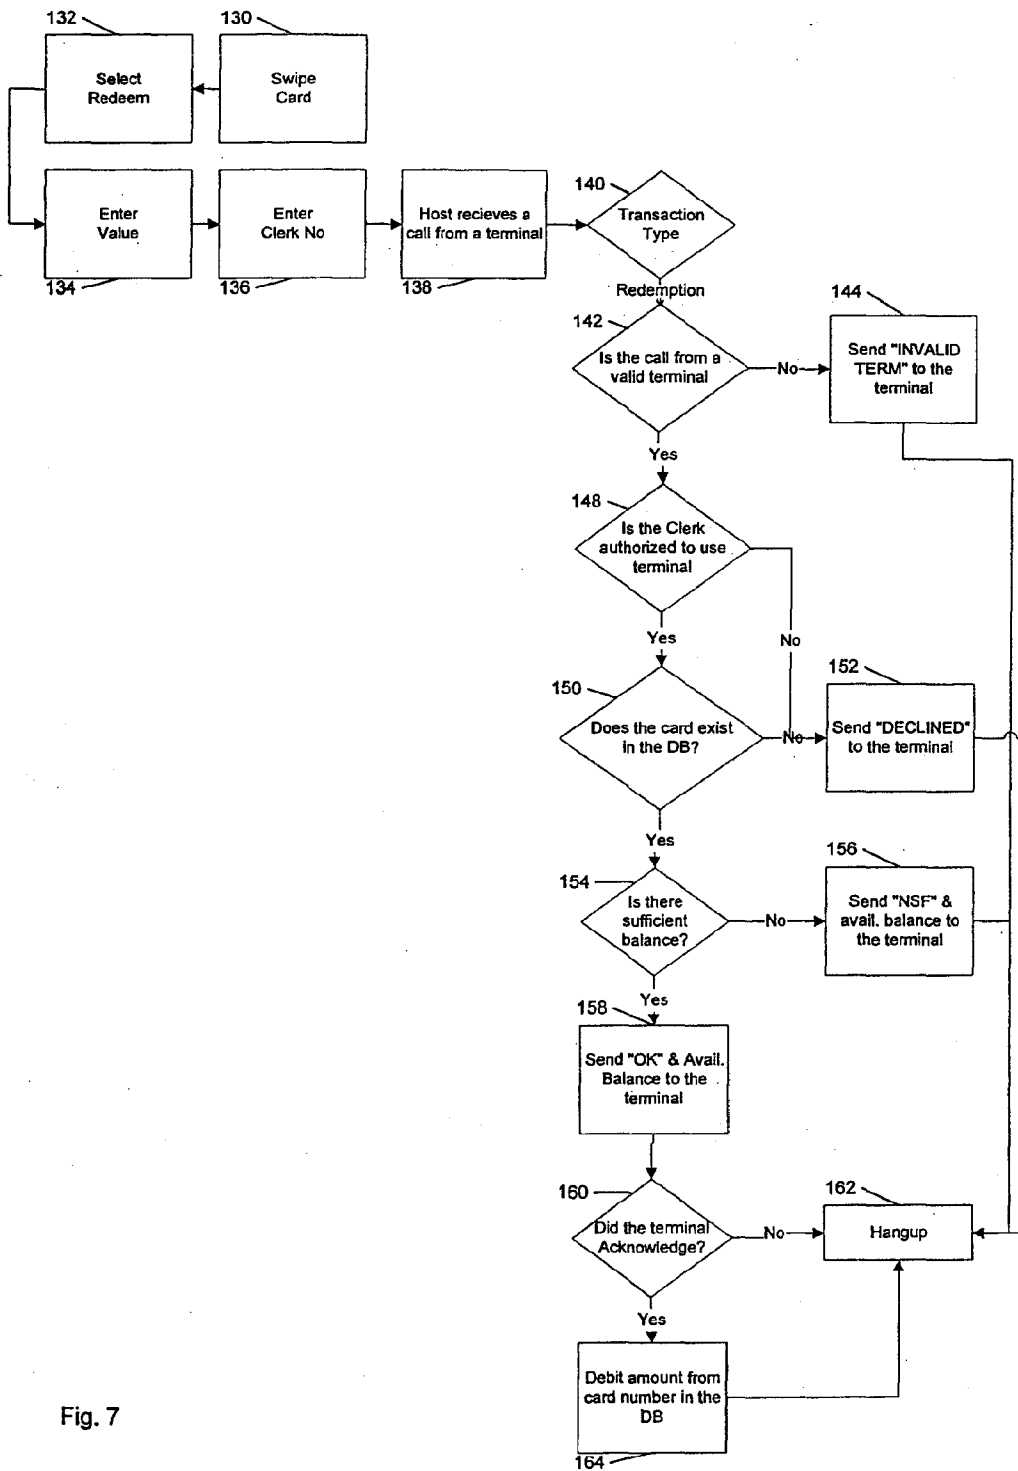 132
130
Select
Redeem
Swipe
Card
Enter
Value
134
Enter
Clerk No
136
Host recieves a
call from a terminal
138
140
Transaction
Type
Redemption
142
Is the call from a
valid terminal
No
144
Send "INVALID
TERM" to the
terminal
Yes
148
Is the Clerk
authorized to use
terminal
No
Yes
150
Does the card exist
in the DB?
No
152
Send "DECLINED"
to the terminal
Yes
154
Is there
sufficient
balance?
No
156
Send "NSF" &
avail. balance to
the terminal
Yes
158
Send "OK" & Avail.
Balance to the
terminal
160
Did the terminal
Acknowledge?
No
162
Hangup
Yes
Debit amount from
card number in the
DB
164
Fig. 7